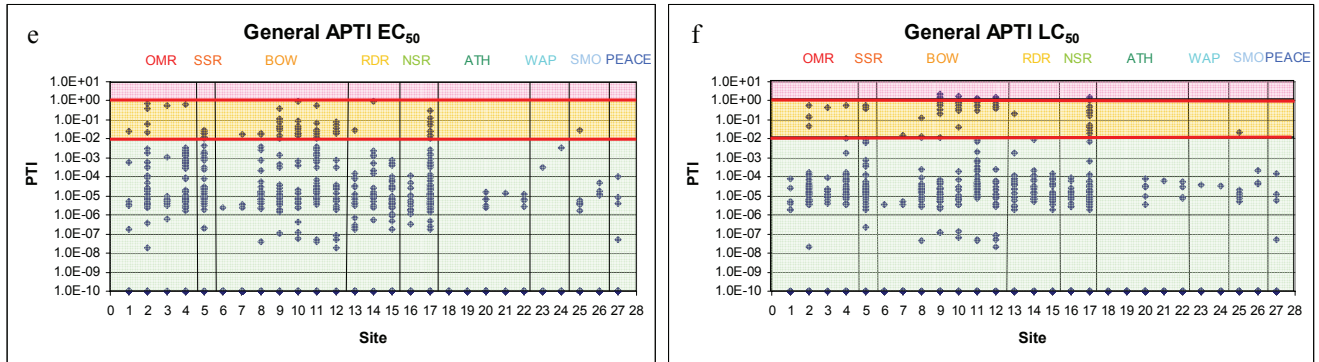 e
General APTI EC50
OMR SSR BOW RDR NSR ATH WAP SMO PEACE
1.0E+01
1.0E+00
1.0E-01
1.0E-02
1.0E-03
1.0E-04
1.0E-05
1.0E-06
1.0E-07
1.0E-08
1.0E-09
1.0E-10
PTI
0 1 2 3 4 5 6 7 8 9 10 11 12 13 14 15 16 17 18 19 20 21 22 23 24 25 26 27 28
Site
f
General APTI LC50
OMR SSR BOW RDR NSR ATH WAP SMO PEACE
1.0E+01
1.0E+00
1.0E-01
1.0E-02
1.0E-03
1.0E-04
1.0E-05
1.0E-06
1.0E-07
1.0E-08
1.0E-09
1.0E-10
PTI
0 1 2 3 4 5 6 7 8 9 10 11 12 13 14 15 16 17 18 19 20 21 22 23 24 25 26 27 28
Site